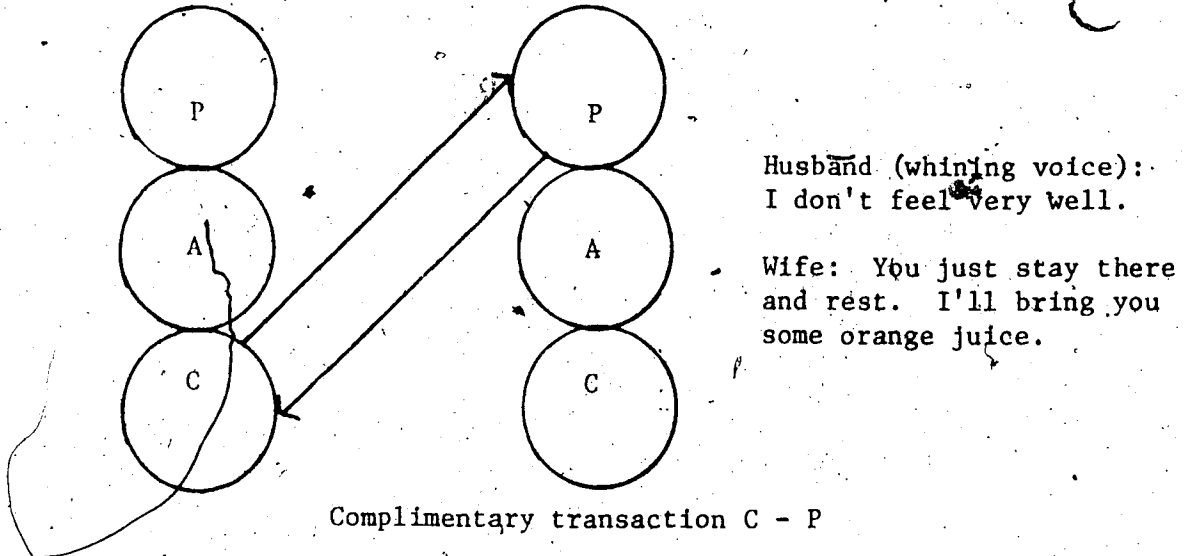 P
P
Husband (whining voice):
I don't feel very well.
A
A
Wife: You just stay there
and rest. I'll bring you
some orange juice.
C
C
Complimentary transaction C - P